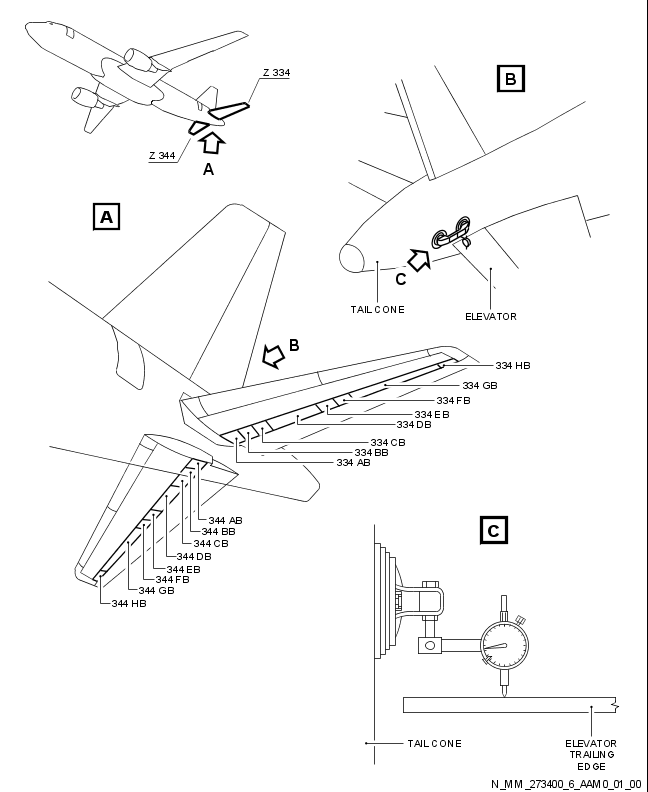 Z 334
Z 344
A
B
A
C
TAIL CONE
ELEVATOR
B
334 HB
334 GB
334 FB
334 EB
334 DB
334 CB
334 BB
334 AB
344 AB
344 BB
344 CB
344 DB
344 EB
344 FB
344 GB
344 HB
C
TAIL CONE
ELEVATOR
TRAILING
EDGE
N_MM_273400_6_AAM0_01_00